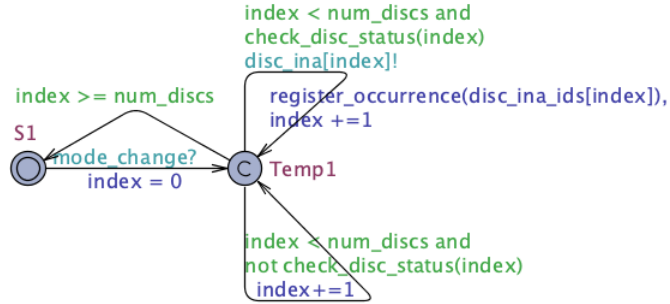 index < num_discs and
check_disc_status(index)
disc_ina[index]!
index >= num_discs
register_occurrence(disc_ina_ids[index]),
index +=1
S1
mode_change?
index = 0
C
Temp1
index < num_discs and
not check_disc_status(index)
index+=1